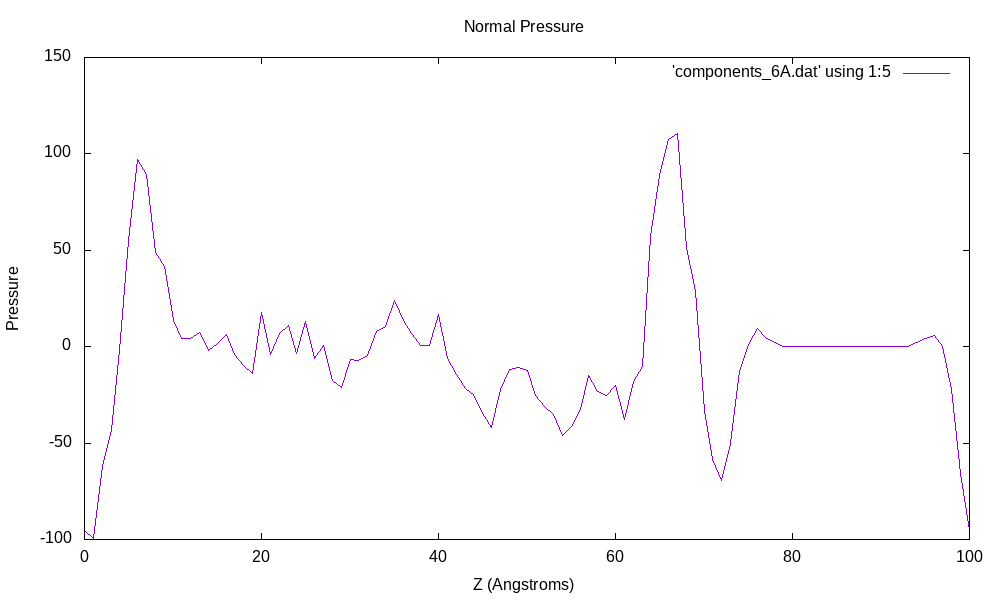 Normal Pressure
'components_6A.dat' using 1:5
150
100
50
0
-50
-100
Pressure
0 20 40 60 80 100
Z (Angstroms)